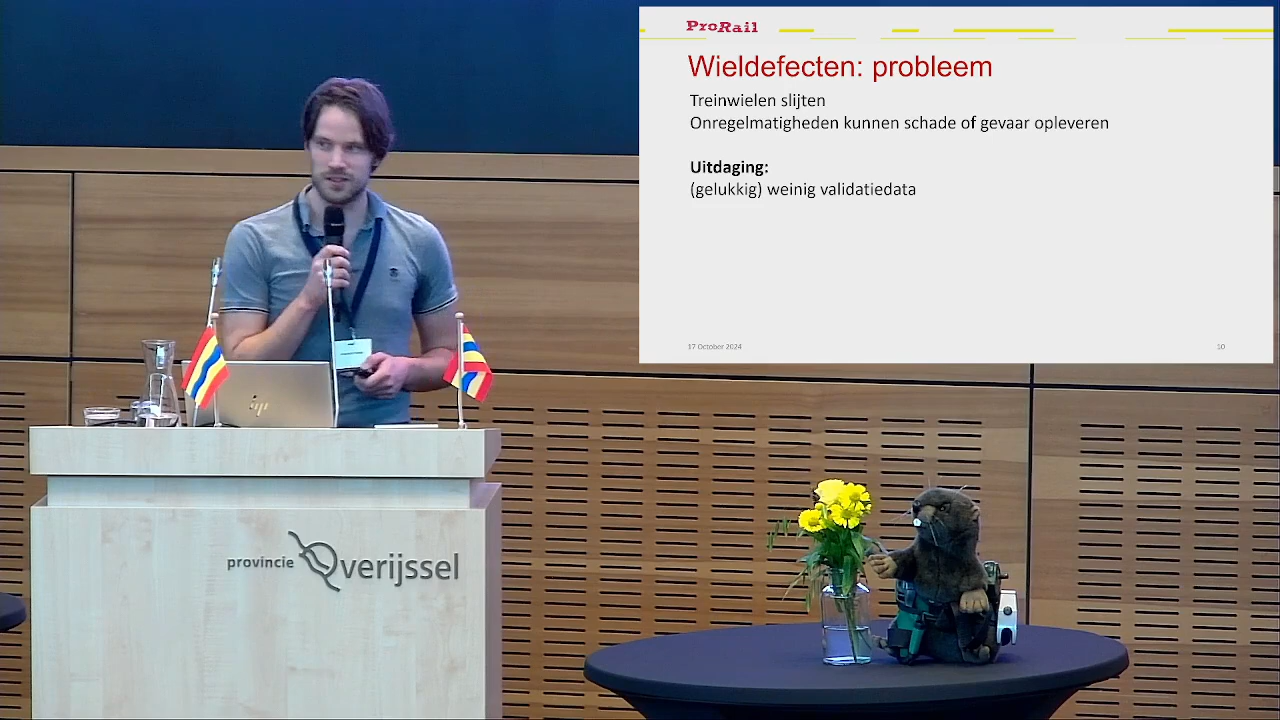 ProRail
Wieldefecten: probleem
Treinwielen slijten
Onregelmatigheden kunnen schade of gevaar opleveren
Uitdaging:
(gelukkig) weinig validatiedata
17 October 2024
10
hp
provincie Overijssel